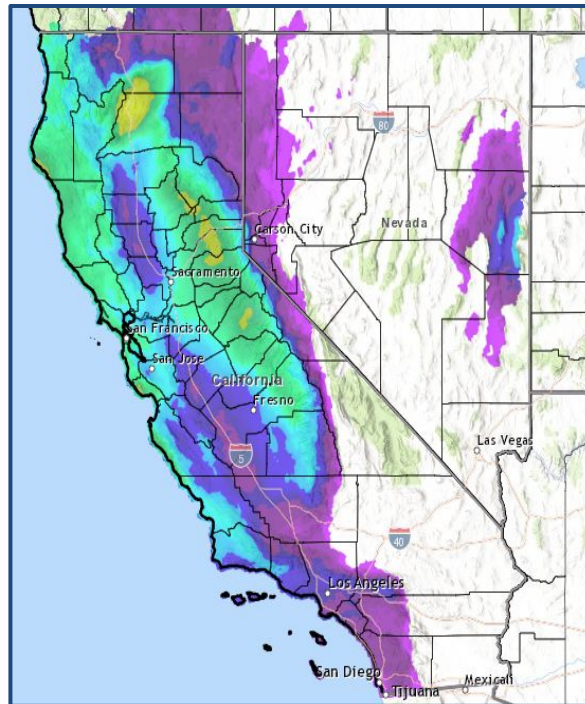 80
Nevada
Carson City
Sacramento
San Francisco
San Jose
California
Fresno
Las Vegas
5
40
Los Angeles
San Diego
Mexicali
Tijuana